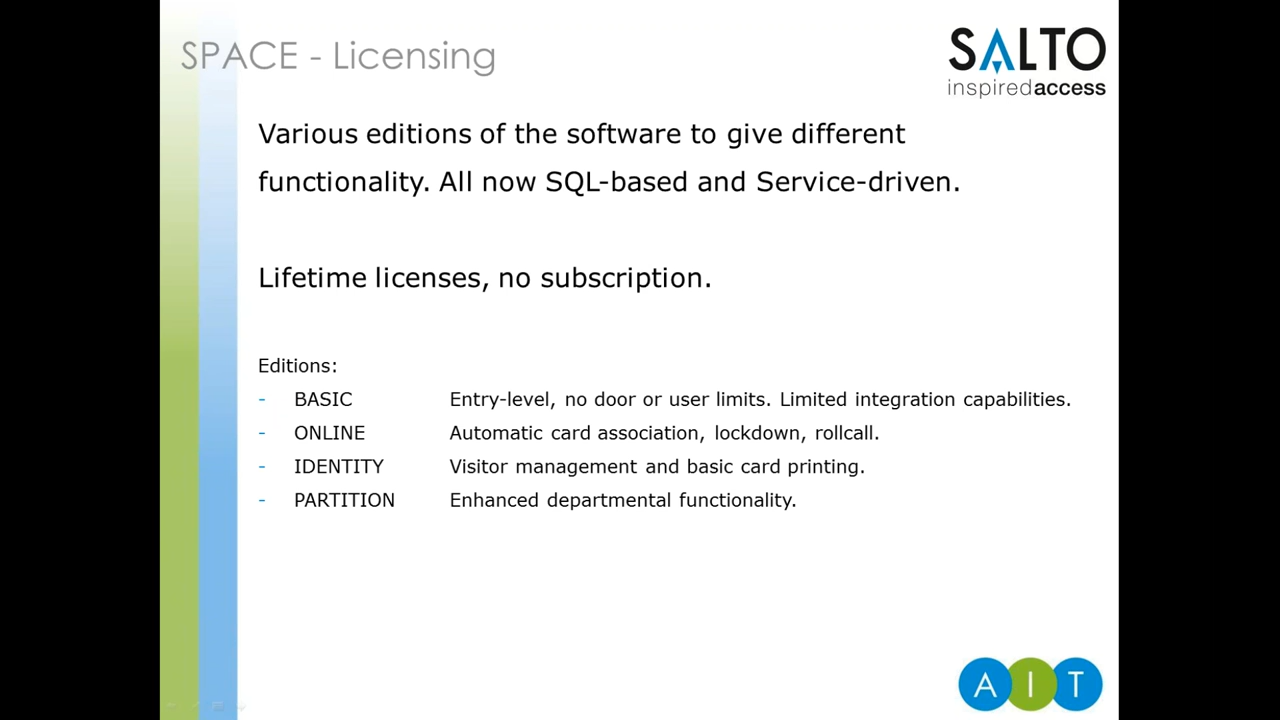 SPACE - Licensing
SALTO
inspiredaccess
Various editions of the software to give different
functionality. All now SQL-based and Service-driven.
Lifetime licenses, no subscription.
Editions:
- BASIC Entry-level, no door or user limits. Limited integration capabilities.
- ONLINE Automatic card association, lockdown, rollcall.
- IDENTITY Visitor management and basic card printing.
- PARTITION Enhanced departmental functionality.
AIT